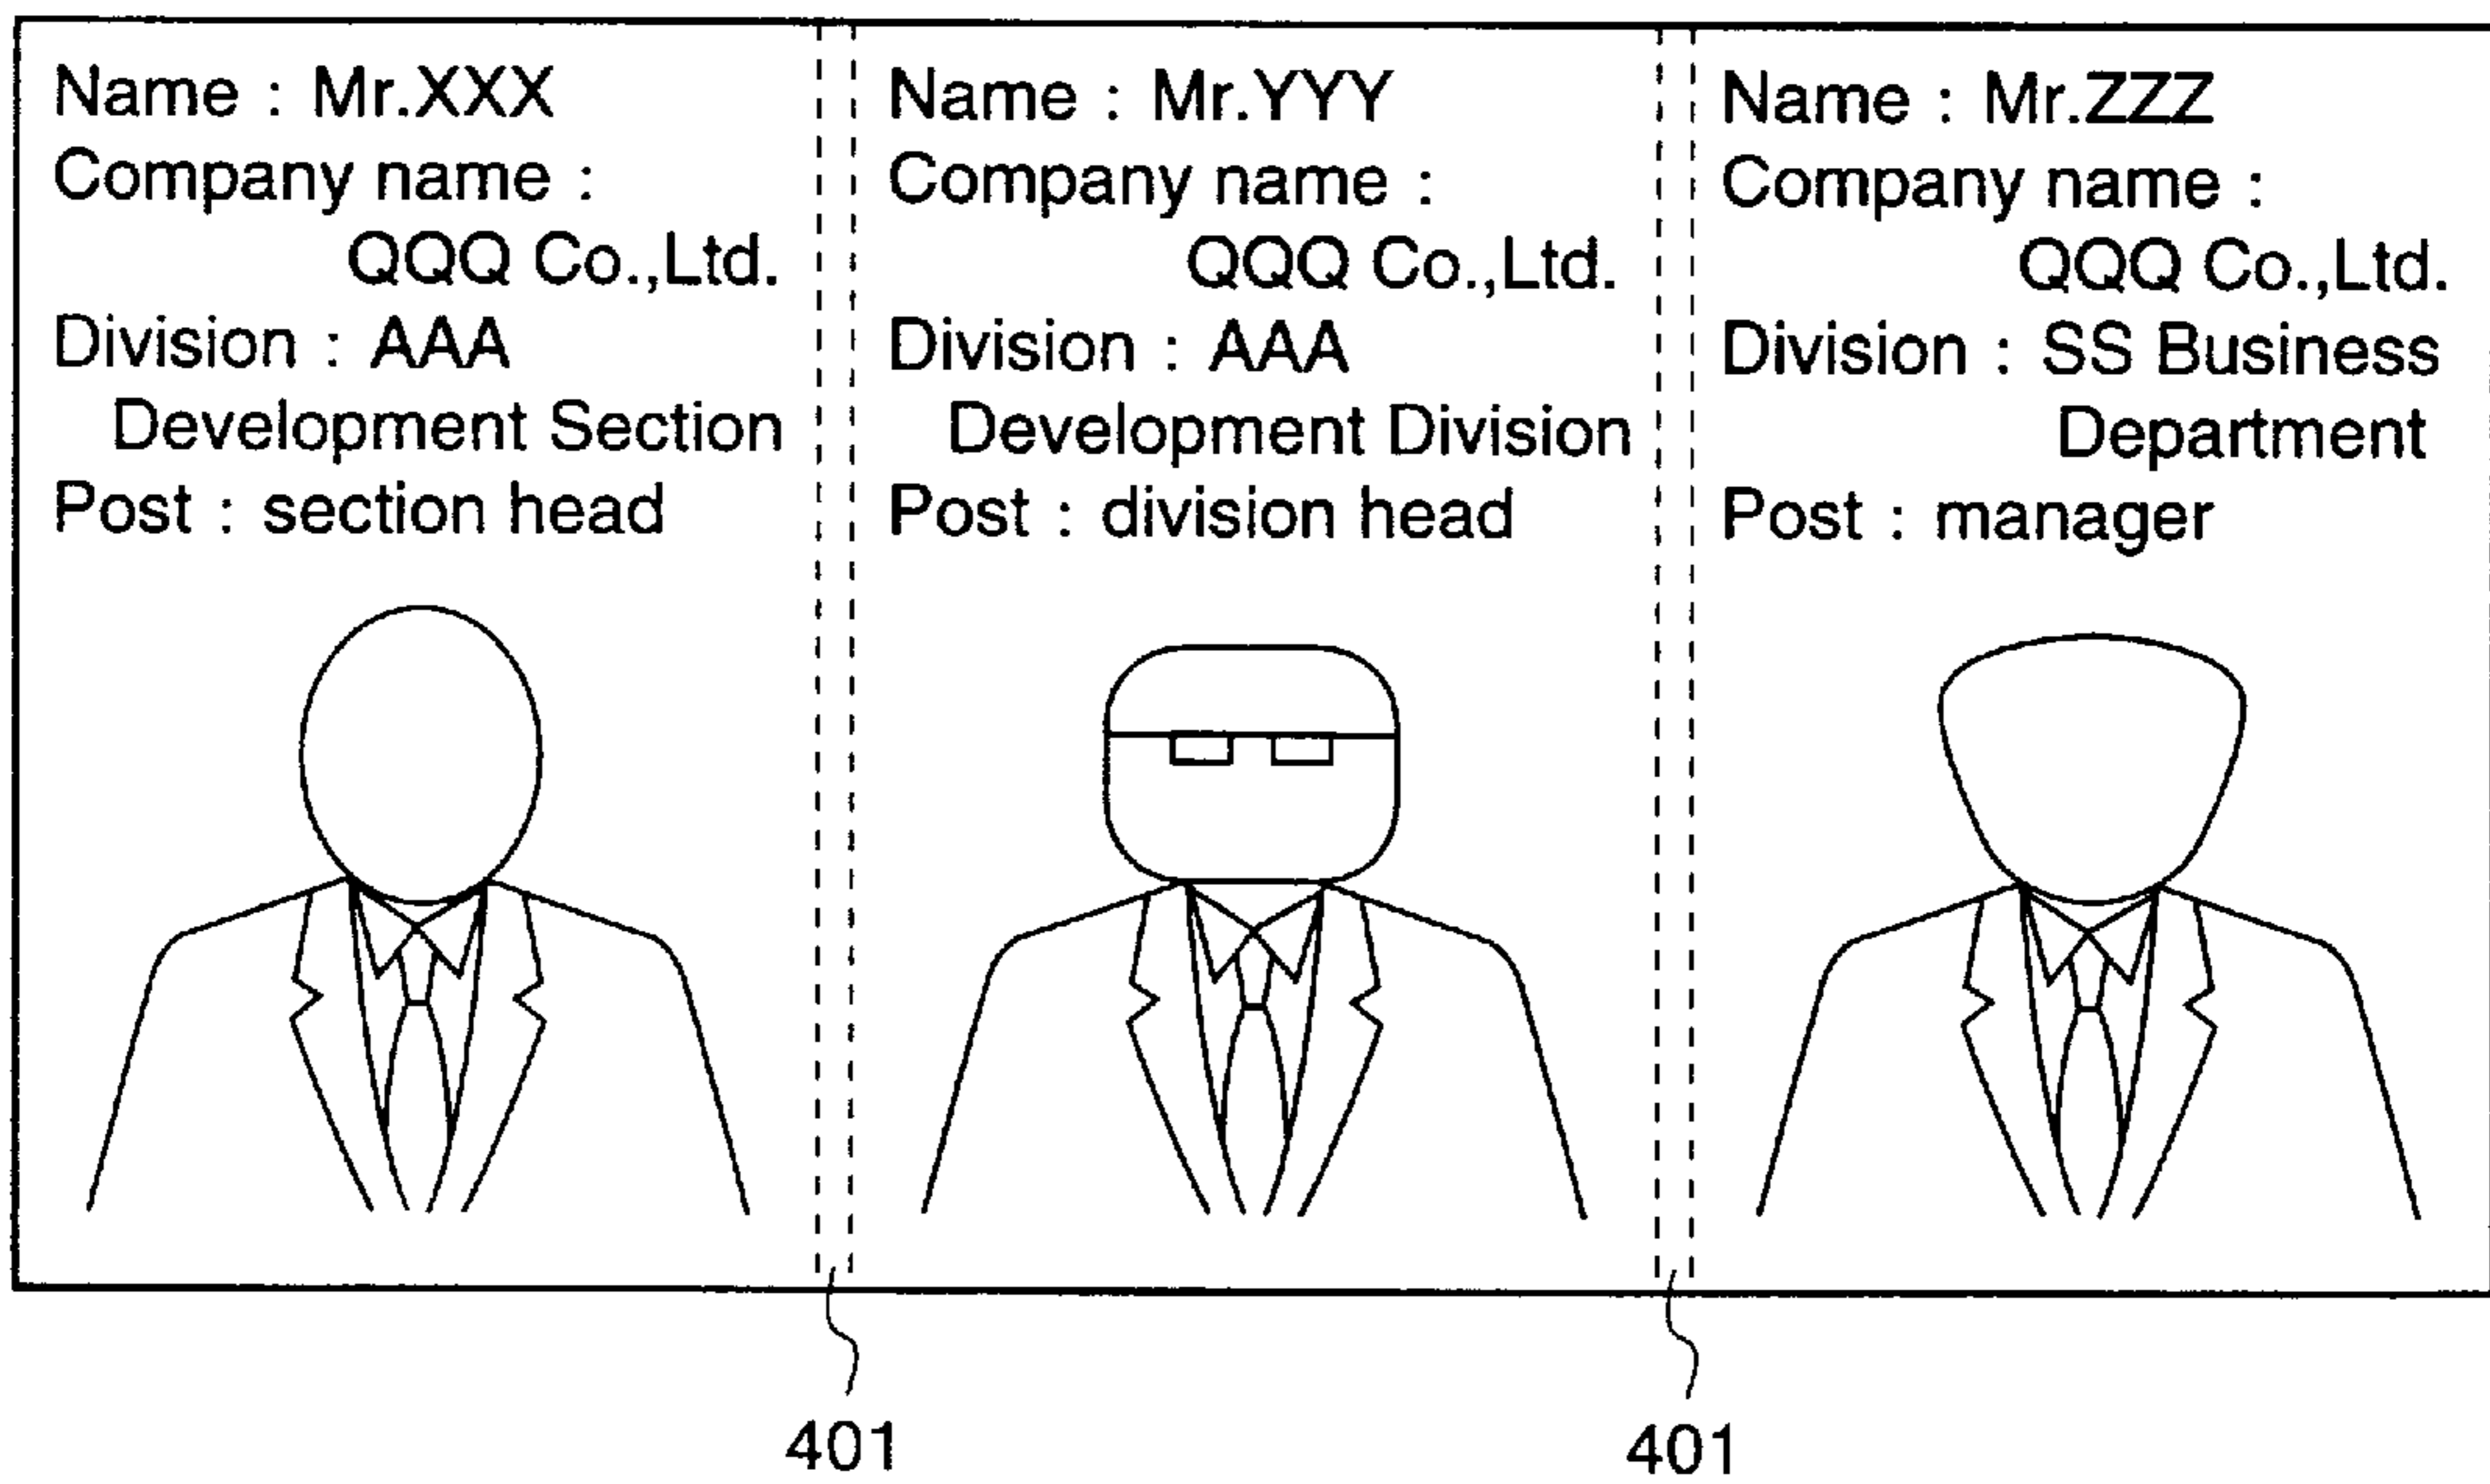 Name : Mr.XXX
Company name :
QQQ Co.,Ltd.
Division : AAA
Development Section
Post : section head
Name : Mr.YYY
Company name :
QQQ Co.,Ltd.
Division : AAA
Development Division
Post : division head
Name : Mr.ZZZ
Company name :
QQQ Co.,Ltd.
Division : SS Business
Department
Post : manager
401
401